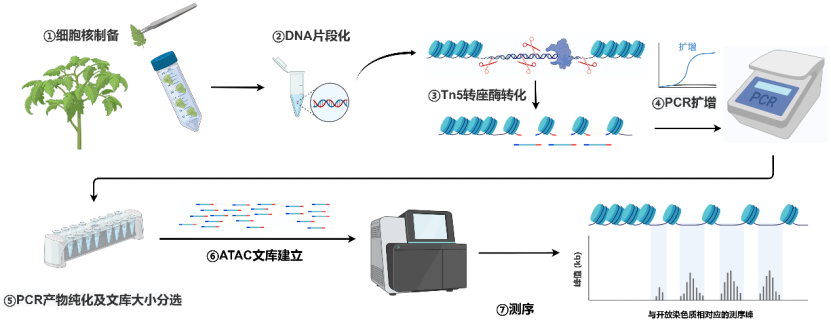 ①细胞核制备
②DNA片段化
扩增
③Tn5转座酶转化
④PCR扩增
PCR
⑥ATAC文库建立
峰值 (kb)
⑤PCR产物纯化及文库大小分选
⑦测序
与开放染色质相对应的测序峰